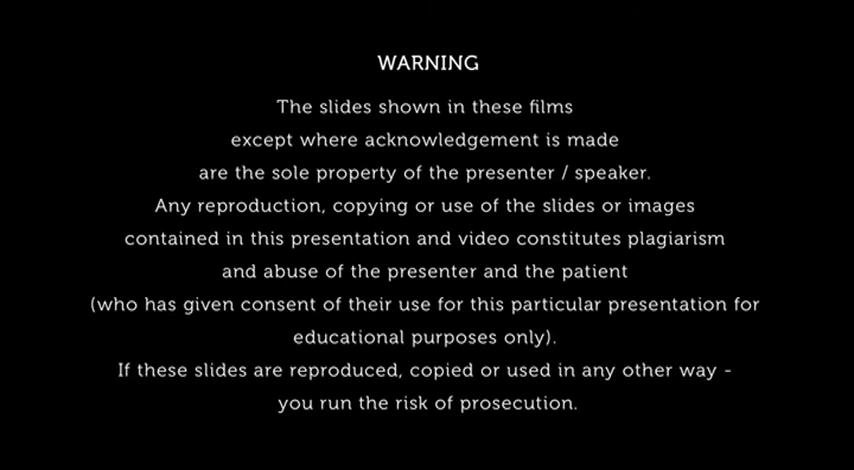 WARNING
The slides shown in these films
except where acknowledgement is made
are the sole property of the presenter / speaker.
Any reproduction, copying or use of the slides or images
contained in this presentation and video constitutes plagiarism
and abuse of the presenter and the patient
(who has given consent of their use for this particular presentation for
educational purposes only).
If these slides are reproduced, copied or used in any other way -
you run the risk of prosecution.